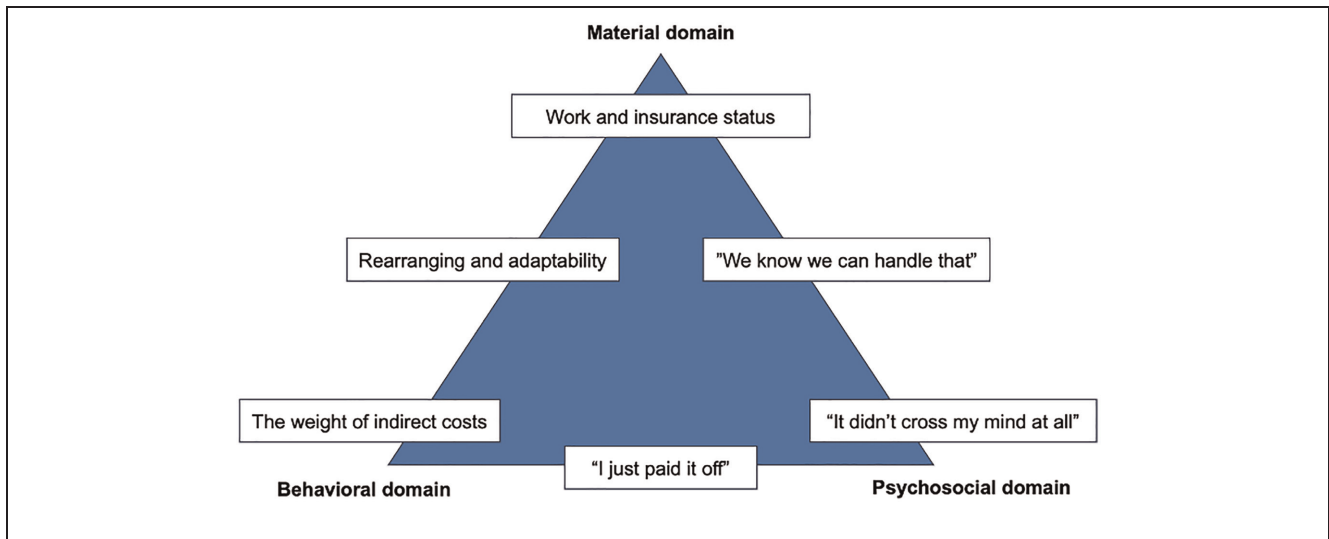 Material domain
Work and insurance status
Rearranging and adaptability
”We know we can handle that”
The weight of indirect costs
“It didn’t cross my mind at all”
“I just paid it off”
Behavioral domain
Psychosocial domain